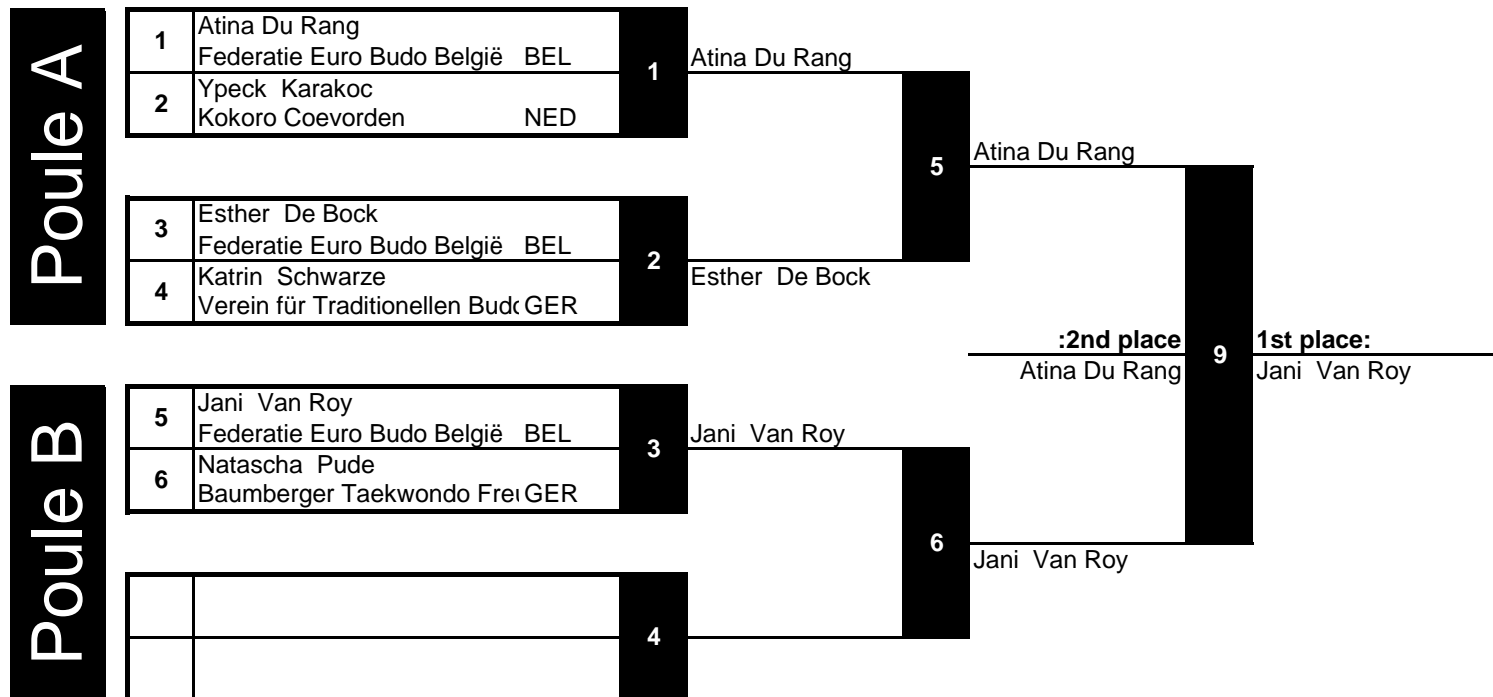 Poule A
1
Atina Du Rang
Federatie Euro Budo België BEL
2
Ypeck Karakoc
Kokoro Coevorden NED
1
Atina Du Rang
3
Esther De Bock
Federatie Euro Budo België BEL
4
Katrin Schwarze
Verein für Traditionellen Budo GER
2
Esther De Bock
5
Atina Du Rang
Poule B
5
Jani Van Roy
Federatie Euro Budo België BEL
6
Natascha Pude
Baumberger Taekwondo Freu GER
3
Jani Van Roy
4
6
Jani Van Roy
:2nd place
Atina Du Rang
9
1st place:
Jani Van Roy